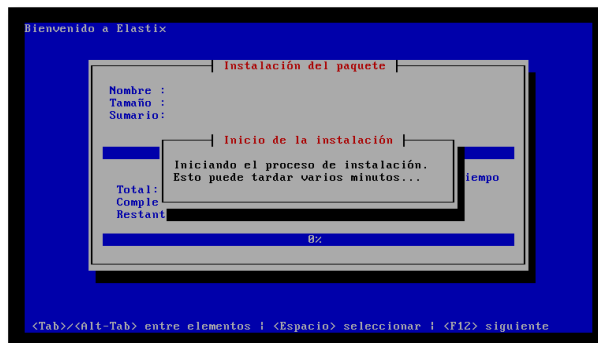 Bienvenido a Elastix
Instalación del paquete
Nombre :
Tamaño :
Sumario:
Inicio de la instalación
Iniciando el proceso de instalación.
Esto puede tardar varios minutos...
iempo
Total:
Comple
Restant
0%
<Tab>/<Alt-Tab> entre elementos | <Espacio> seleccionar | <F12> siguiente